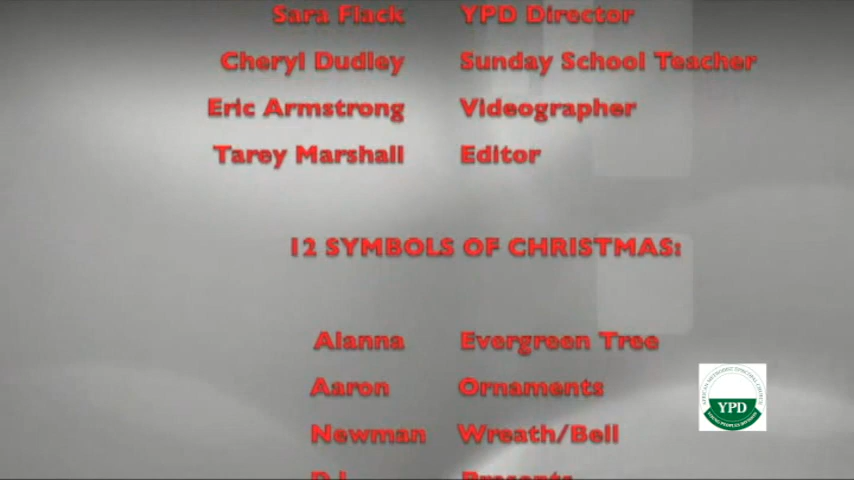 Sara Flack YPD Director
Cheryl Dudley Sunday School Teacher
Eric Armstrong Videographer
Tarey Marshall Editor
12 SYMBOLS OF CHRISTMAS:
Alanna Evergreen Tree
Aaron Ornaments
Newman Wreath/Bell
Presents
YPD